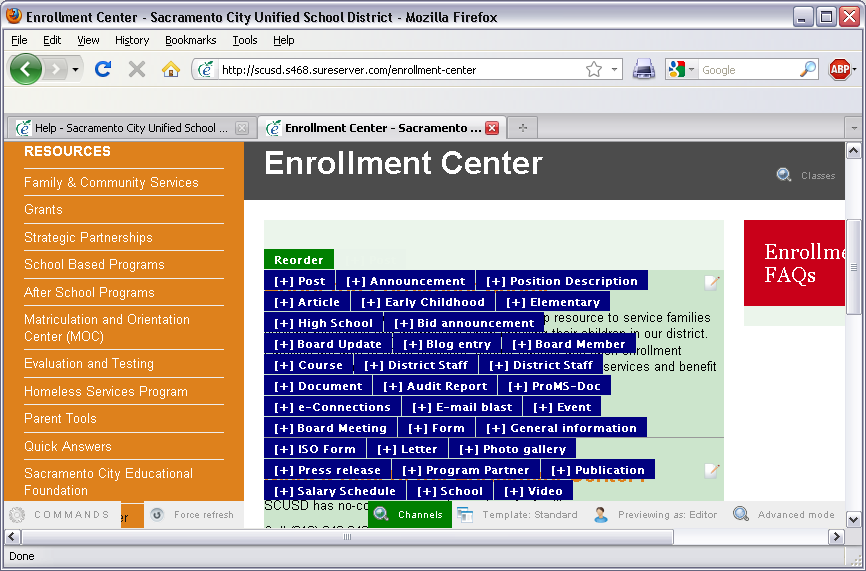 Enrollment Center - Sacramento City Unified School District - Mozilla Firefox
File Edit View History Bookmarks Tools Help
http://scusd.s468.sureserver.com/enrollment-center
Google
ABP
Help - Sacramento City Unified School ...
Enrollment Center - Sacramento ...
RESOURCES
Family & Community Services
Grants
Strategic Partnerships
School Based Programs
After School Programs
Matriculation and Orientation
Center (MOC)
Evaluation and Testing
Homeless Services Program
Parent Tools
Quick Answers
Sacramento City Educational
Foundation
Enrollment Center
Classes
Reorder
[+] Post [+] Announcement [+] Position Description
[+] Article [+] Early Childhood [+] Elementary
[+] High School [+] Bid announcement
[+] Board Update [+] Blog entry [+] Board Member
[+] Course [+] District Staff [+] District Staff
[+] Document [+] Audit Report [+] ProMS-Doc
[+] e-Connections [+] E-mail blast [+] Event
[+] Board Meeting [+] Form [+] General information
[+] ISO Form [+] Letter [+] Photo gallery
[+] Press release [+] Program Partner [+] Publication
[+] Salary Schedule [+] School [+] Video
resource to service families
their children in our district.
enrollment
services and benefit
SCUSD has
Enrollme
FAQs
COMMANDS
Force refresh
Channels
Template: Standard
Previewing as: Editor
Advanced mode
Done